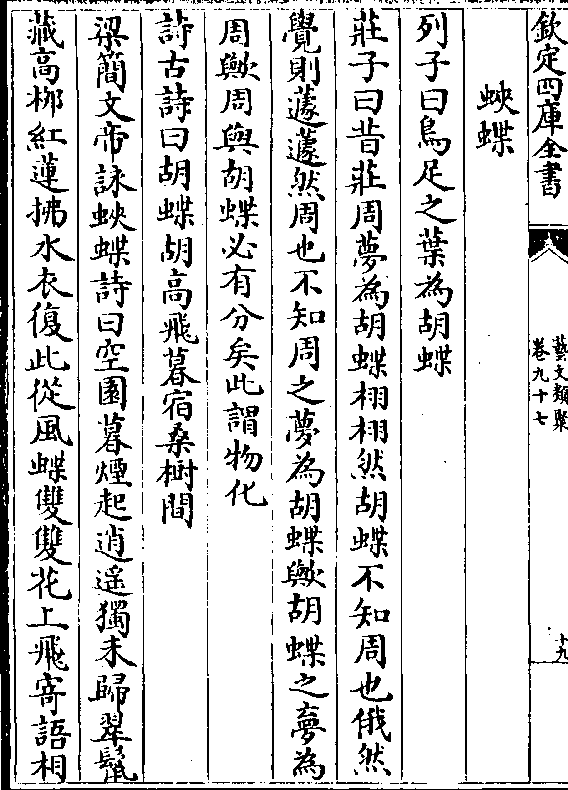 欽定四庫全書
藝文類聚
卷九十七
十九
蛺蝶
列子曰烏足之葉為胡蝶
莊子曰昔莊周夢為胡蝶栩栩然胡蝶不知周也俄然
覺則蘧蘧然周也不知周之夢為胡蝶歟胡蝶之夢為
周歟周與胡蝶必有分矣此謂物化
詩古詩曰胡蝶胡高飛暮宿桑樹間
梁簡文帝詠蛺蝶詩曰空園暮煙起逍遙獨未歸翠鬛
藏高栁紅蓮拂水衣復此從風蝶雙雙花上飛寄語相